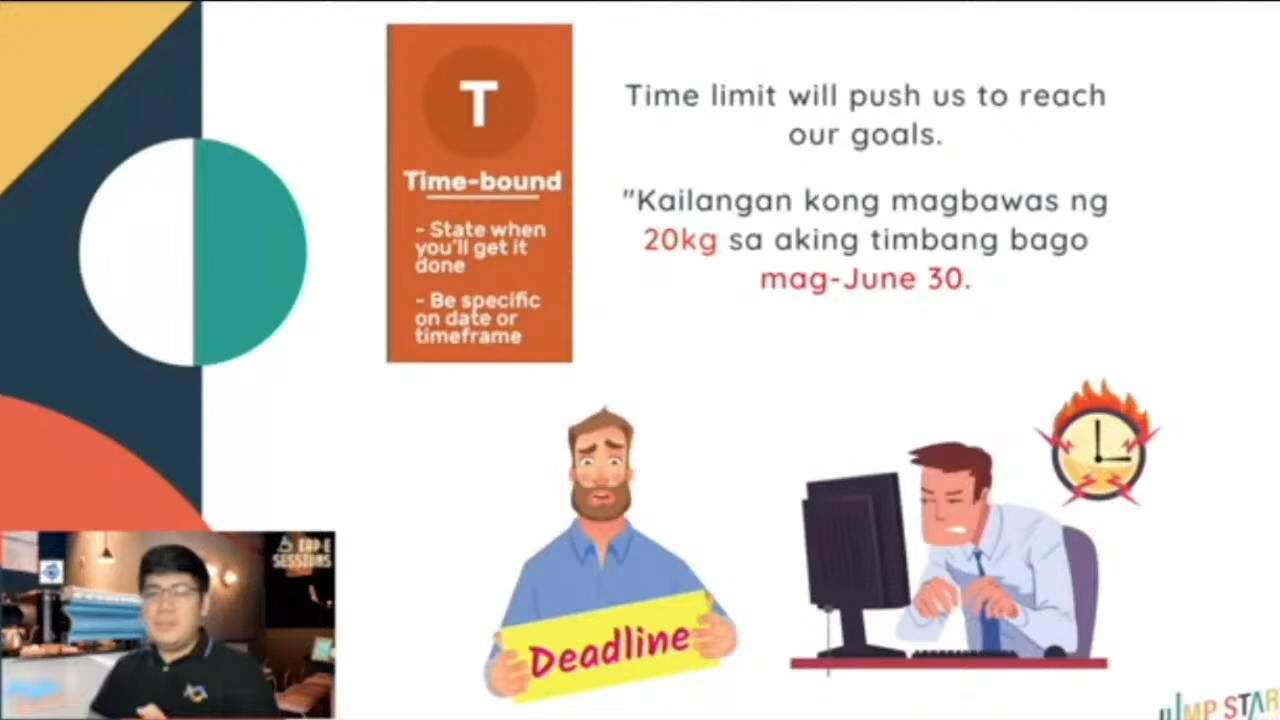 T
Time-bound
- State when
you'll get it
done
- Be specific
on date or
timeframe
Time limit will push us to reach
our goals.
"Kailangan kong magbawas ng
20kg sa aking timbang bago
mag-June 30.
Deadline
SESSIONS